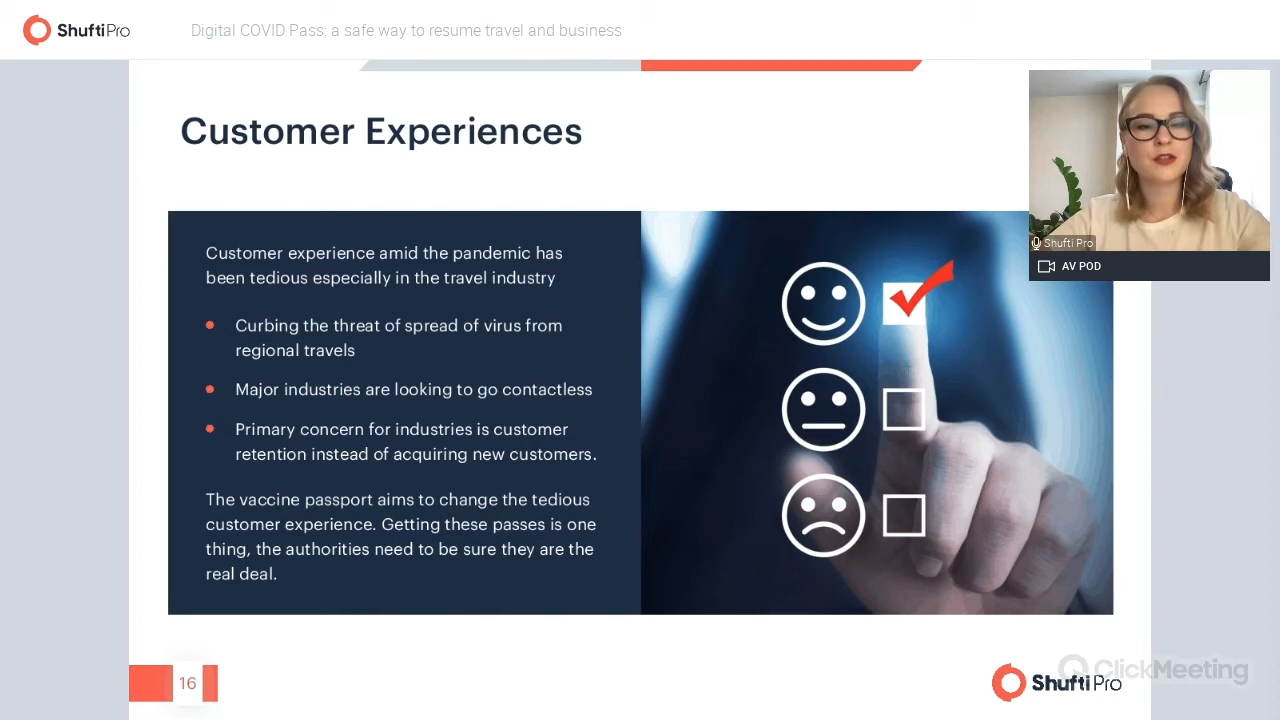 ShuftiPro
Digital COVID Pass: a safe way to resume travel and business
Customer Experiences
Shufti Pro
AV POD
Customer experience amid the pandemic has
been tedious especially in the travel industry
Curbing the threat of spread of virus from
regional travels
Major industries are looking to go contactless
Primary concern for industries is customer
retention instead of acquiring new customers.
The vaccine passport aims to change the tedious
customer experience. Getting these passes is one
thing, the authorities need to be sure they are the
real deal.
16
ShuftiPro
ClickMeeting